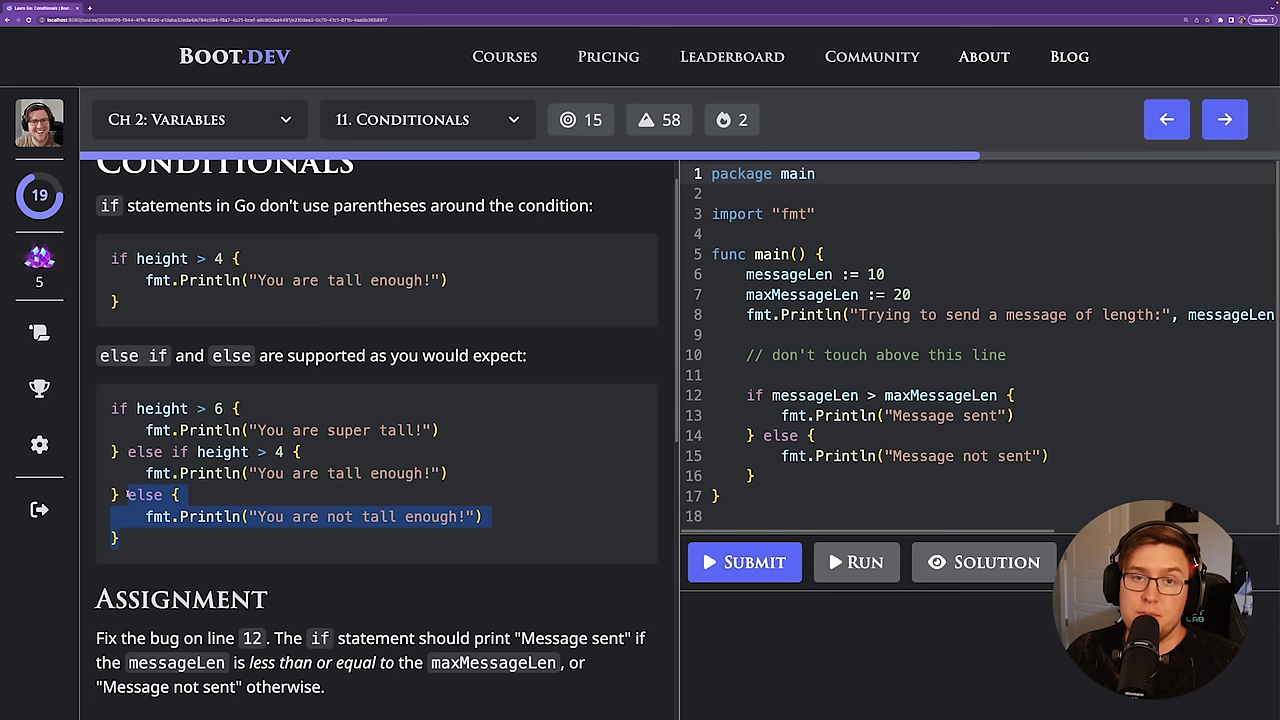 Learn Go: Conditionals | Boot.
Update
BOOT.DEV
COURSES
PRICING
LEADERBOARD
COMMUNITY
ABOUT
BLOG
CH 2: VARIABLES
11. CONDITIONALS
15
58
2
19
5
CONDITIONALS
if statements in Go don't use parentheses around the condition:
if height > 4 {
fmt.Println("You are tall enough!")
}
else if and else are supported as you would expect:
if height > 6 {
fmt.Println("You are super tall!")
} else if height > 4 {
fmt.Println("You are tall enough!")
} else {
fmt.Println("You are not tall enough!")
}
ASSIGNMENT
Fix the bug on line 12. The if statement should print "Message sent" if
the messageLen is less than or equal to the maxMessageLen, or
"Message not sent" otherwise.
1 package main
2
3 import "fmt"
4
5 func main() {
6 messageLen := 10
7 maxMessageLen := 20
8 fmt.Println("Trying to send a message of length:", messageLen
9
10 // don't touch above this line
11
12 if messageLen > maxMessageLen {
13 fmt.Println("Message sent")
14 } else {
15 fmt.Println("Message not sent")
16 }
17 }
18
SUBMIT
RUN
SOLUTION
LAB